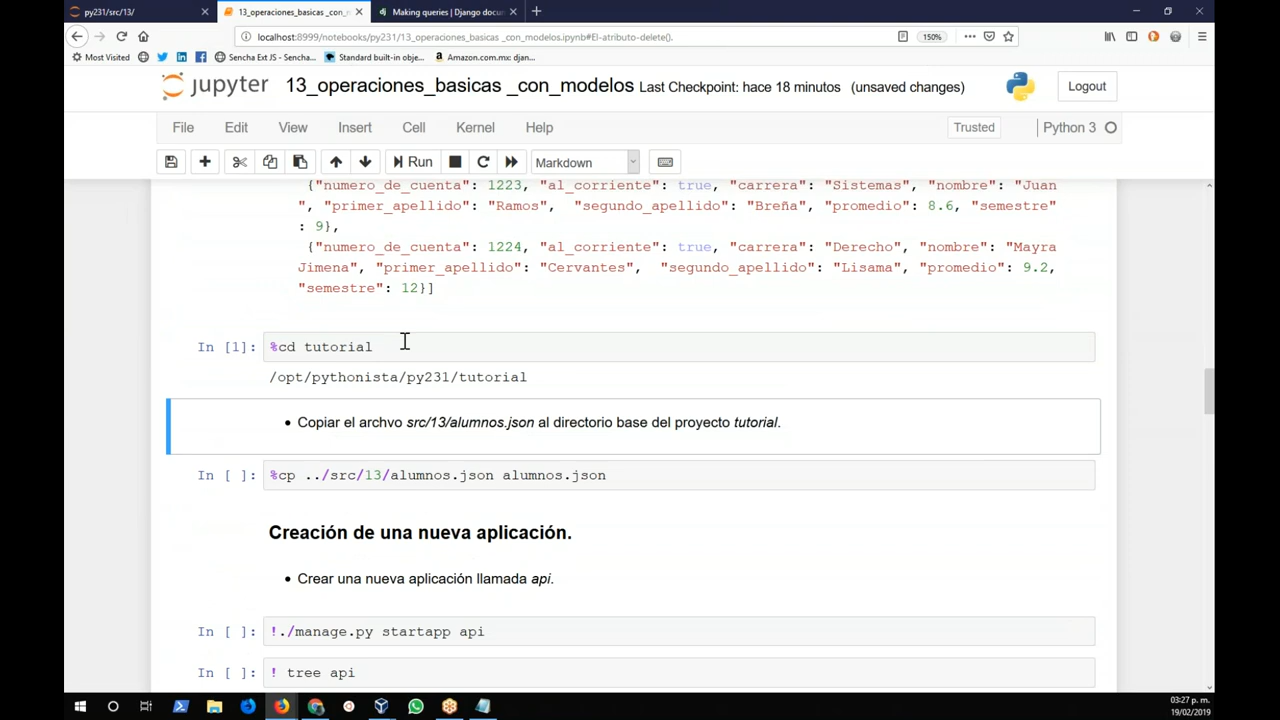 py231/src/13/
13_operaciones_basicas _con_m
Making queries | Django docum
localhost:8999/notebooks/py231/13_operaciones_basicas _con_modelos.ipynb#El-atributo-delete().
150%
Most Visited
Sencha Ext JS - Sencha...
Standard built-in obje...
Amazon.com.mx: djan...
jupyter 13_operaciones_basicas _con_modelos Last Checkpoint: hace 18 minutos (unsaved changes)
Logout
File Edit View Insert Cell Kernel Help
Trusted
Python 3
Run
Markdown
{"numero_de_cuenta": 1223, "al_corriente": true, "carrera": "Sistemas", "nombre": "Juan
", "primer_apellido": "Ramos", "segundo_apellido": "Breña", "promedio": 8.6, "semestre"
: 9},
{"numero_de_cuenta": 1224, "al_corriente": true, "carrera": "Derecho", "nombre": "Mayra
Jimena", "primer_apellido": "Cervantes", "segundo_apellido": "Lisama", "promedio": 9.2,
"semestre": 12}]
In [1]: %cd tutorial
/opt/pythonista/py231/tutorial
• Copiar el archvo src/13/alumnos.json al directorio base del proyecto tutorial.
In [ ]: %cp ../src/13/alumnos.json alumnos.json
Creación de una nueva aplicación.
• Crear una nueva aplicación llamada api.
In [ ]: !./manage.py startapp api
In [ ]: ! tree api
03:27 p. m.
19/02/2019